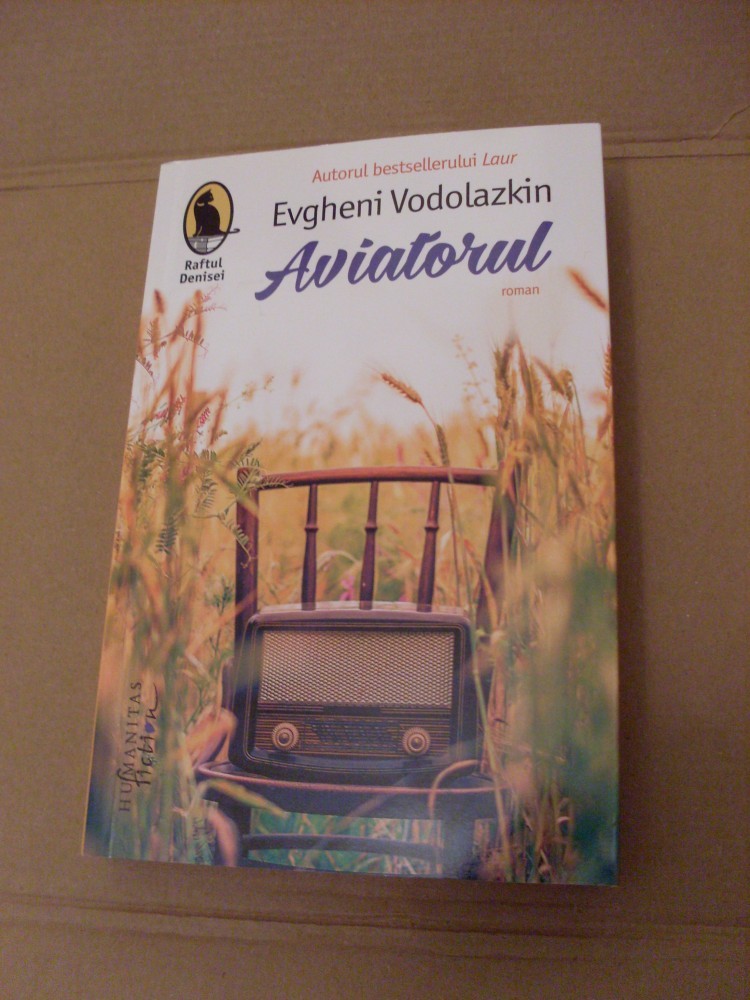 Autorul bestsellerului Laur
Evgheni Vodolazkin
Aviatorul
roman
Raftul
Denisei
HUMANITAS
fiction